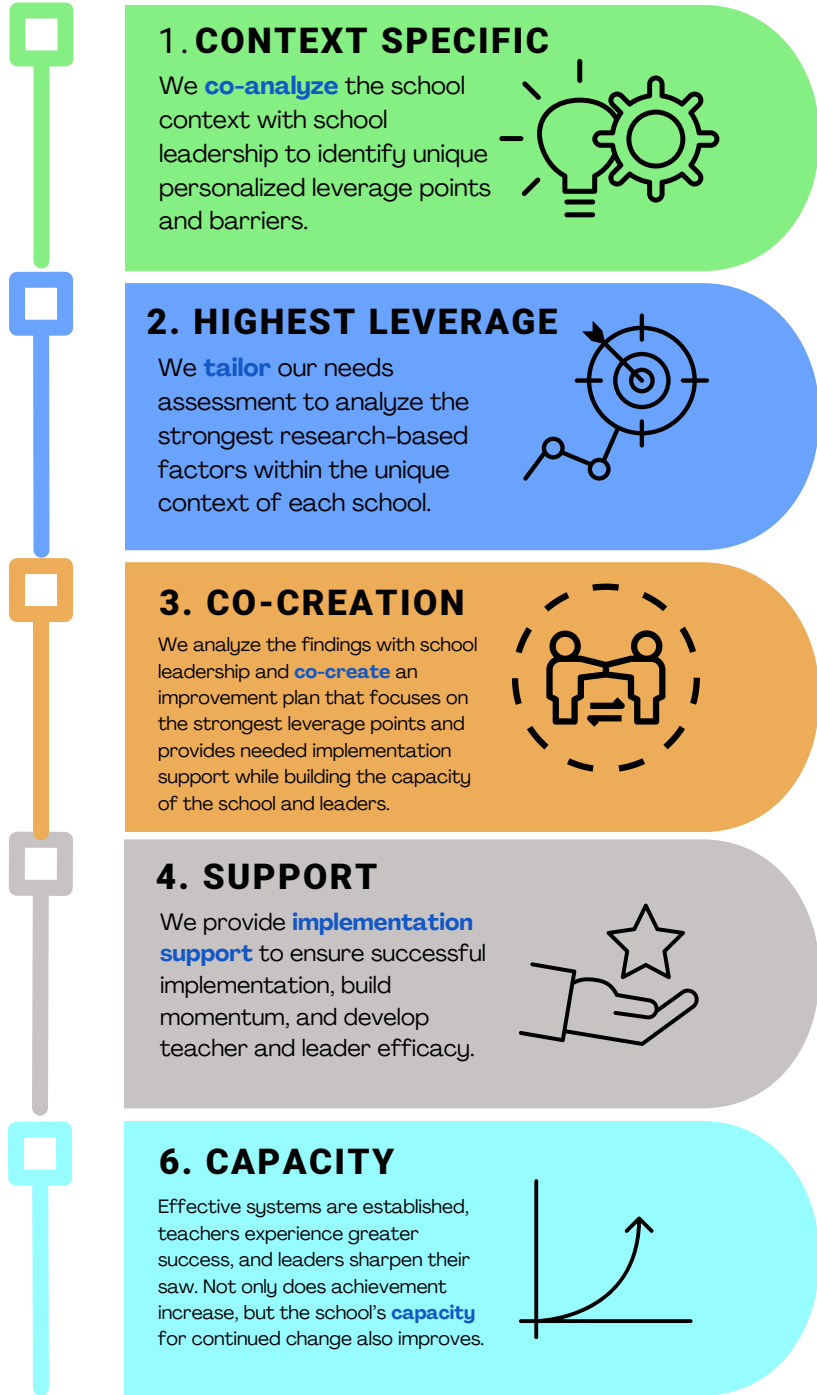 1. CONTEXT SPECIFIC
We co-analyze the school
context with school
leadership to identify unique
personalized leverage points
and barriers.
2. HIGHEST LEVERAGE
We tailor our needs
assessment to analyze the
strongest research-based
factors within the unique
context of each school.
3. CO-CREATION
We analyze the findings with school
leadership and co-create an
improvement plan that focuses on
the strongest leverage points and
provides needed implementation
support while building the capacity
of the school and leaders.
4. SUPPORT
We provide implementation
support to ensure successful
implementation, build
momentum, and develop
teacher and leader efficacy.
6. CAPACITY
Effective systems are established,
teachers experience greater
success, and leaders sharpen their
saw. Not only does achievement
increase, but the school's capacity
for continued change also improves.